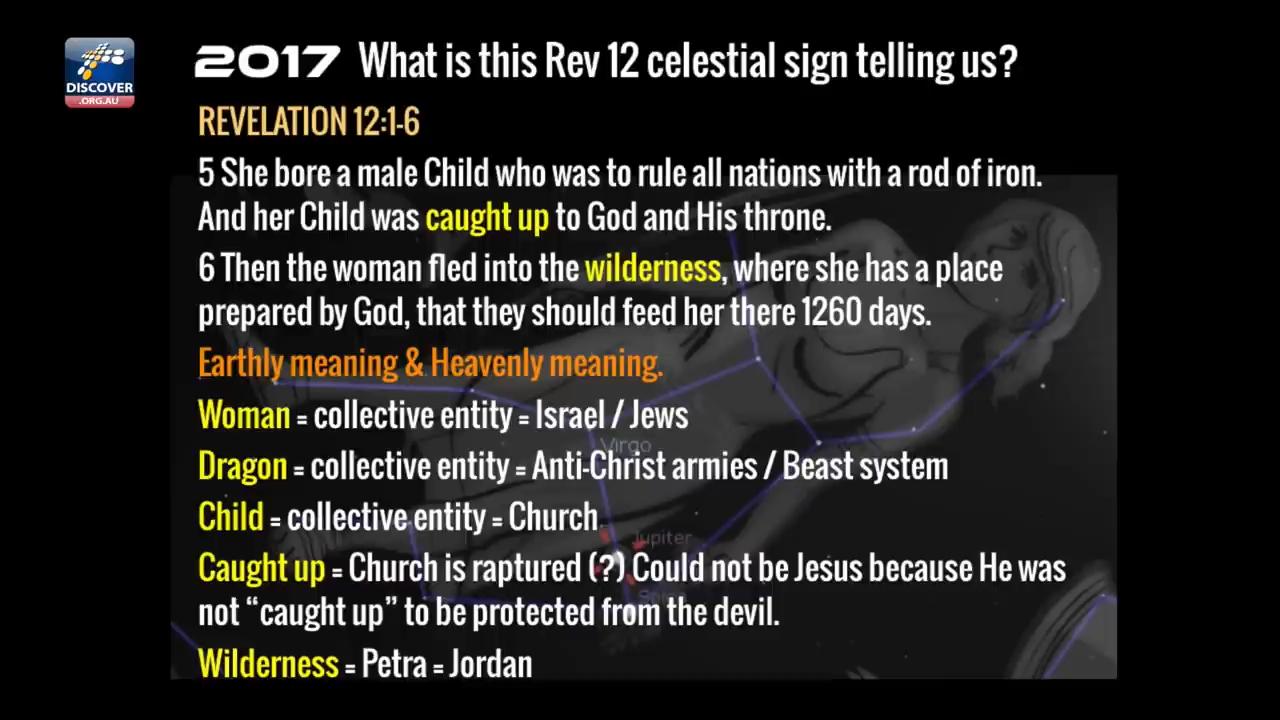 DISCOVER
.ORG.AU
2017 What is this Rev 12 celestial sign telling us?
REVELATION 12:1-6
5 She bore a male Child who was to rule all nations with a rod of iron.
And her Child was caught up to God and His throne.
6 Then the woman fled into the wilderness, where she has a place
prepared by God, that they should feed her there 1260 days.
Earthly meaning & Heavenly meaning.
Woman = collective entity = Israel / Jews
Virgo
Dragon = collective entity = Anti-Christ armies / Beast system
Child = collective entity = Church
Jupiter
Caught up = Church is raptured (?) Could not be Jesus because He was
Spica
not “caught up” to be protected from the devil.
Wilderness = Petra = Jordan